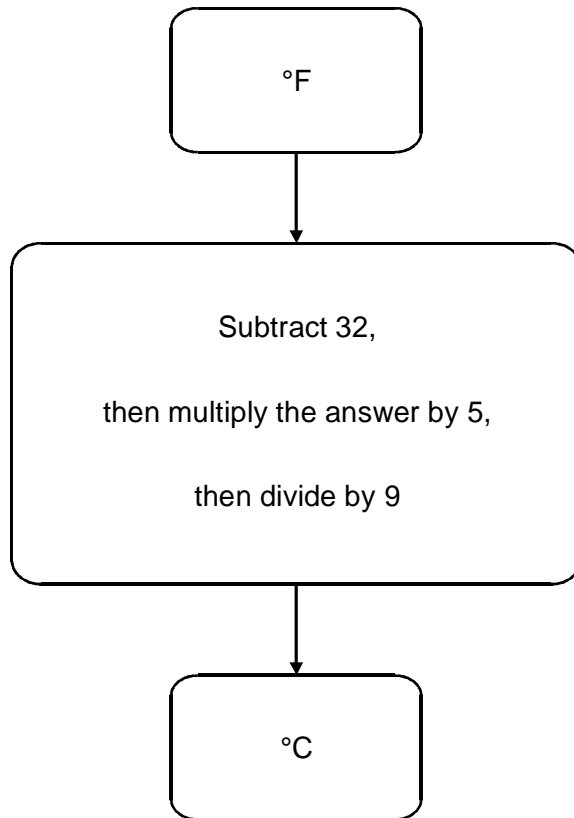 °F
Subtract 32,
then multiply the answer by 5,
then divide by 9
°C